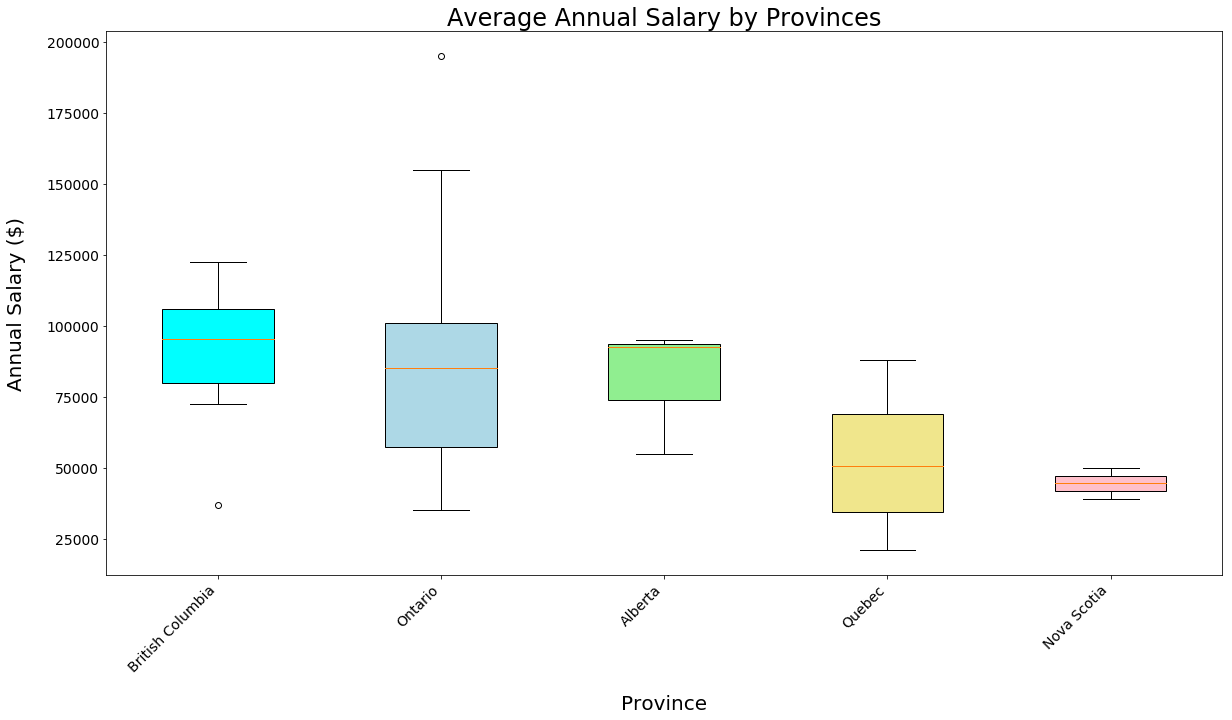 Average Annual Salary by Provinces
200000
175000
150000
125000
100000
75000
50000
25000
Annual Salary ($)
British Columbia
Ontario
Alberta
Quebec
Nova Scotia
Province